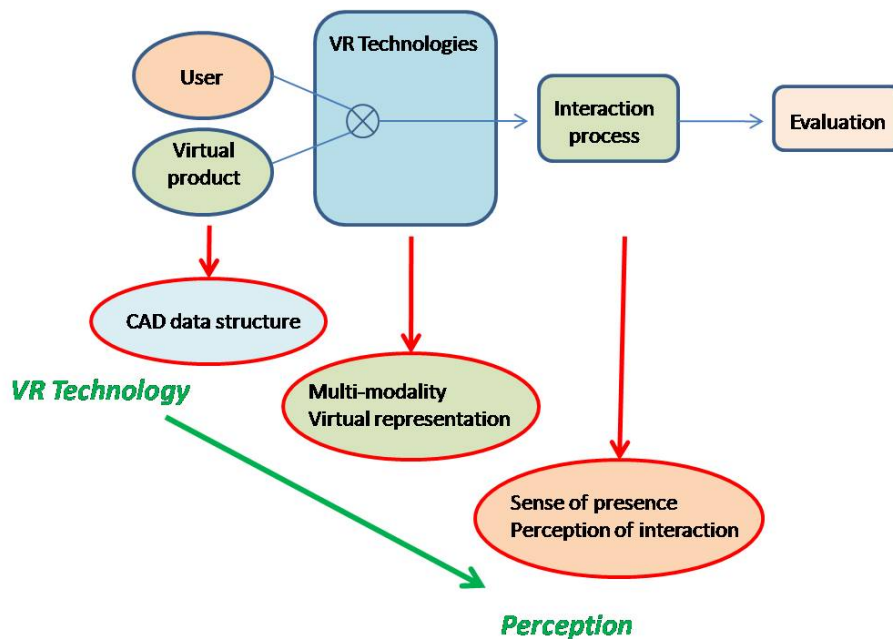 VR Technologies
User
Virtual
product
Interaction
process
Evaluation
CAD data structure
VR Technology
Multi-modality
Virtual representation
Sense of presence
Perception of interaction
Perception